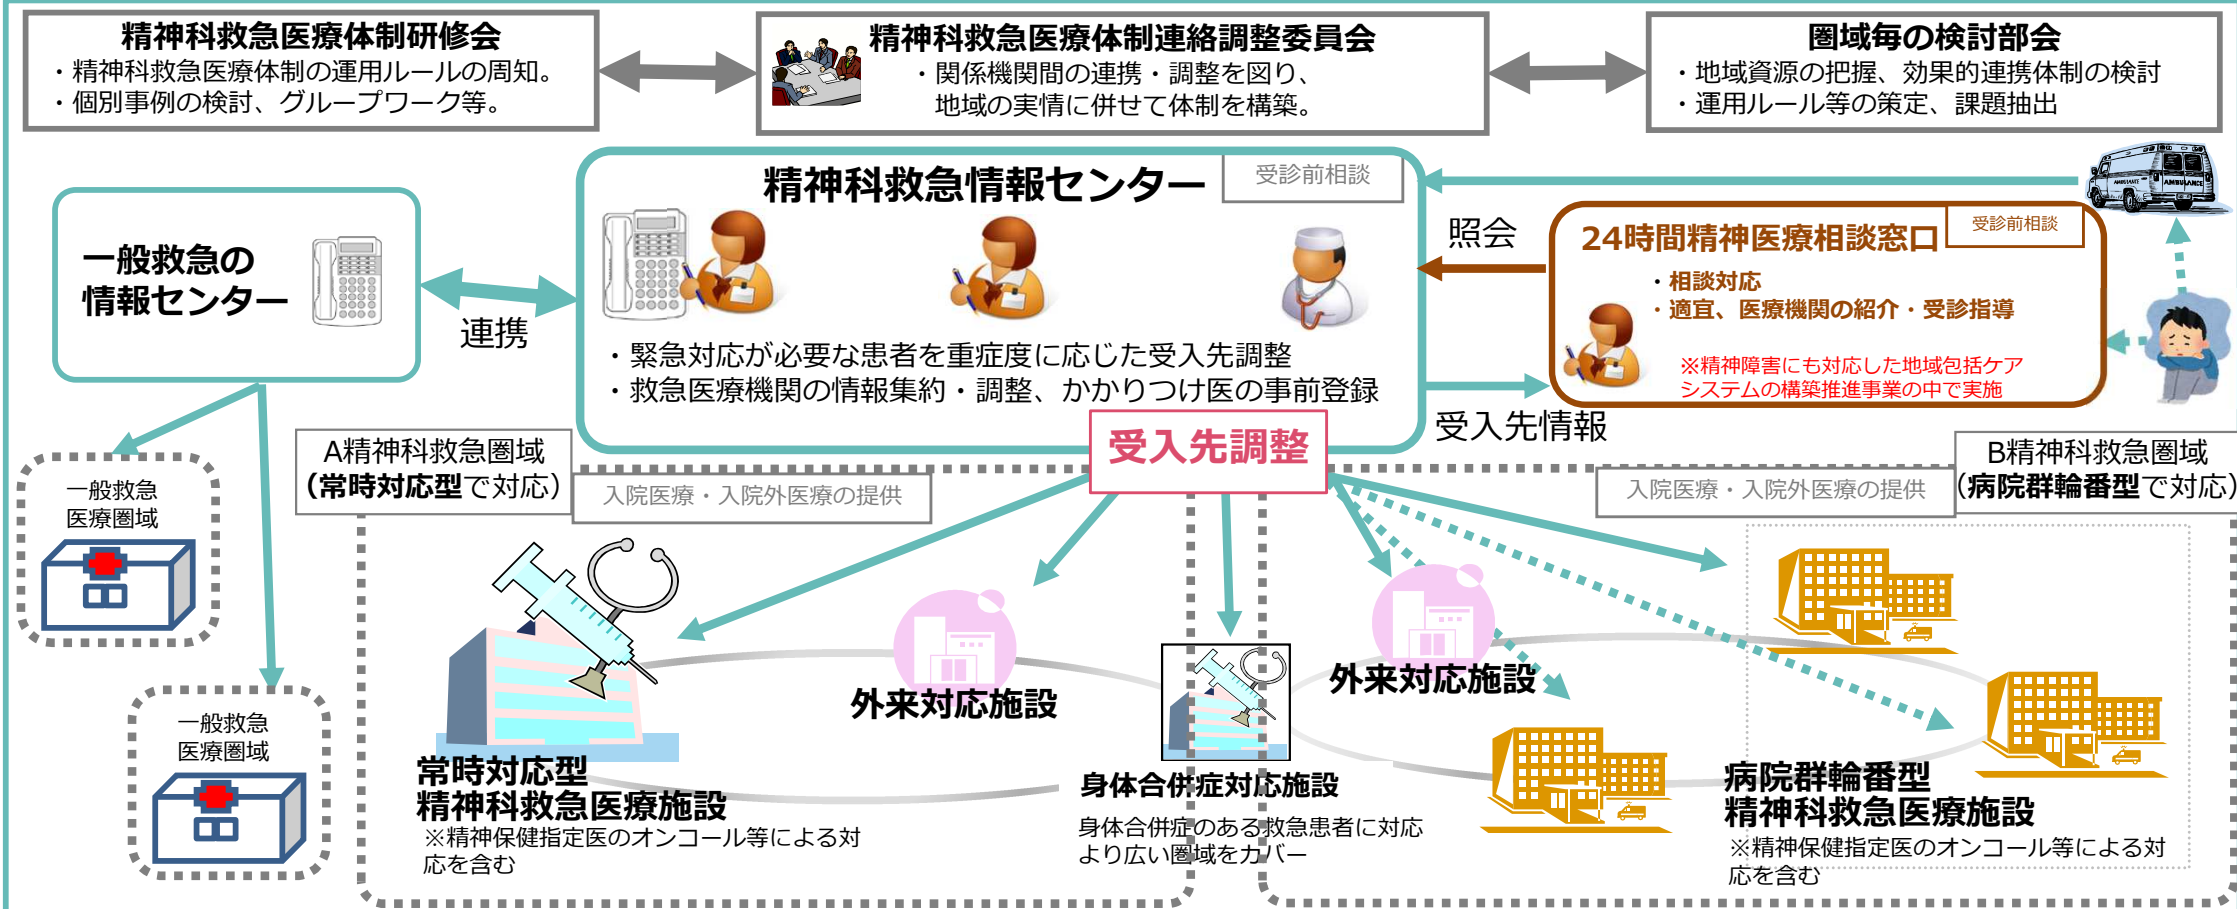 精神科救急医療体制研修会
・精神科救急医療体制の運用ルールの周知。
・個別事例の検討、グループワーク等。
精神科救急医療体制連絡調整委員会
・関係機関間の連携・調整を図り、
地域の実情に併せて体制を構築。
圏域毎の検討部会
・地域資源の把握、効果的連携体制の検討
・運用ルール等の策定、課題抽出
精神科救急情報センター
受診前相談
・緊急対応が必要な患者を重症度に応じた受入先調整
・救急医療機関の情報集約・調整、かかりつけ医の事前登録
一般救急の
情報センター
連携
照会
受入先情報
AMBULANCE
AMBULANCE
24時間精神医療相談窓口
受診前相談
・相談対応
・適宜、医療機関の紹介・受診指導
※精神障害にも対応した地域包括ケア
システムの構築推進事業の中で実施
受入先調整
一般救急
医療圏域
一般救急
医療圏域
A精神科救急圏域
(常時対応型で対応)
入院医療・入院外医療の提供
入院医療・入院外医療の提供
B精神科救急圏域
(病院群輪番型で対応)
外来対応施設
外来対応施設
常時対応型
精神科救急医療施設
※精神保健指定医のオンコール等による対
応を含む
身体合併症対応施設
身体合併症のある救急患者に対応
より広い圏域をカバー
病院群輪番型
精神科救急医療施設
※精神保健指定医のオンコール等による対
応を含む